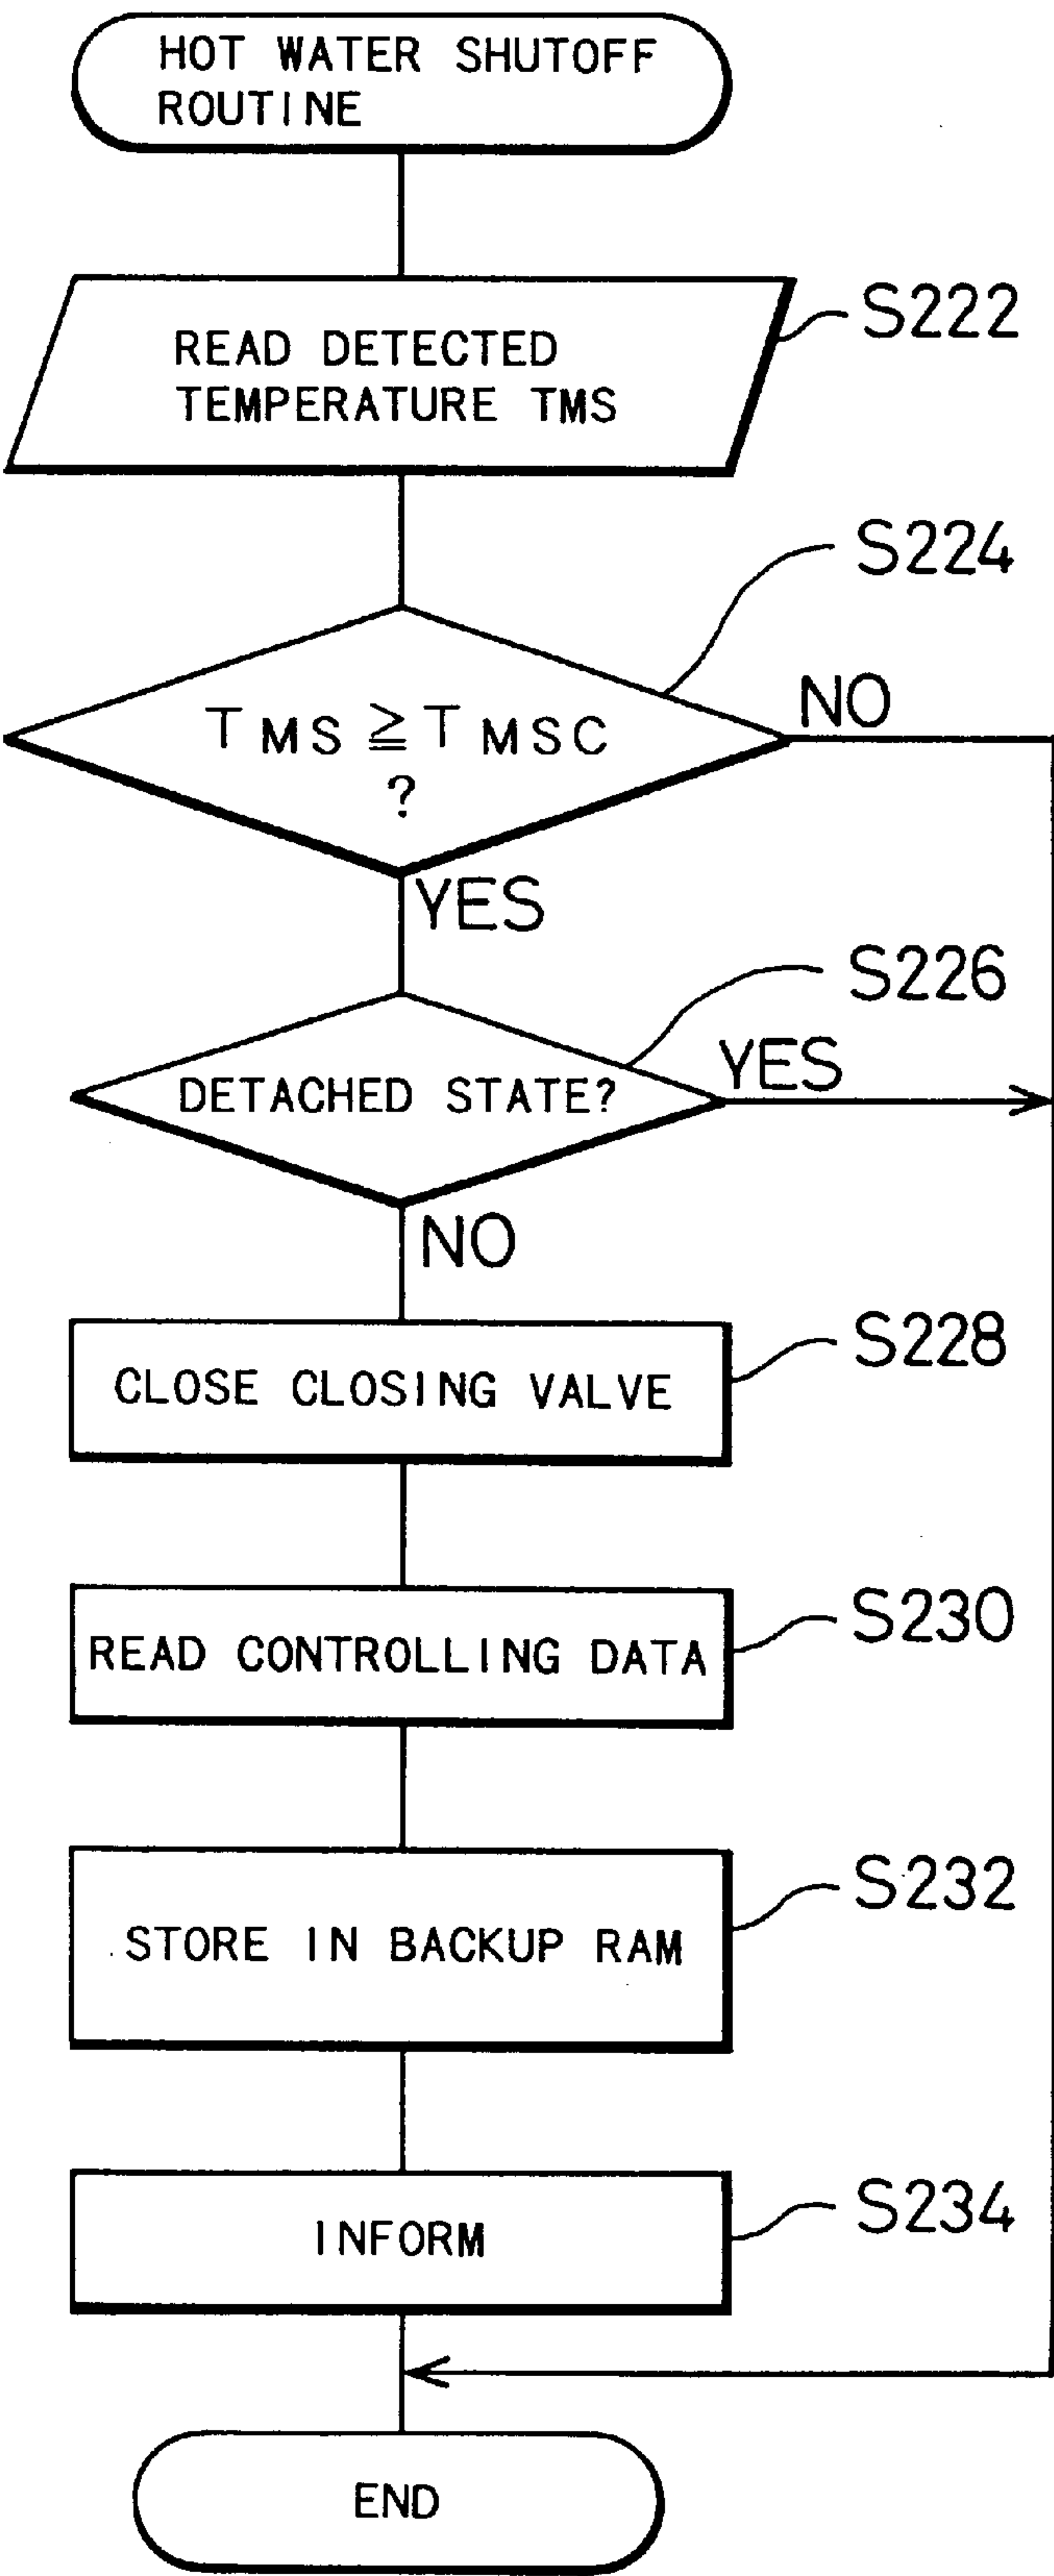 HOT WATER SHUTOFF
ROUTINE
READ DETECTED
TEMPERATURE TMS
S222
S224
TMS ≧ TMSC
?
NO
YES
S226
DETACHED STATE?
YES
NO
CLOSE CLOSING VALVE
S228
READ CONTROLLING DATA
S230
STORE IN BACKUP RAM
S232
INFORM
S234
END